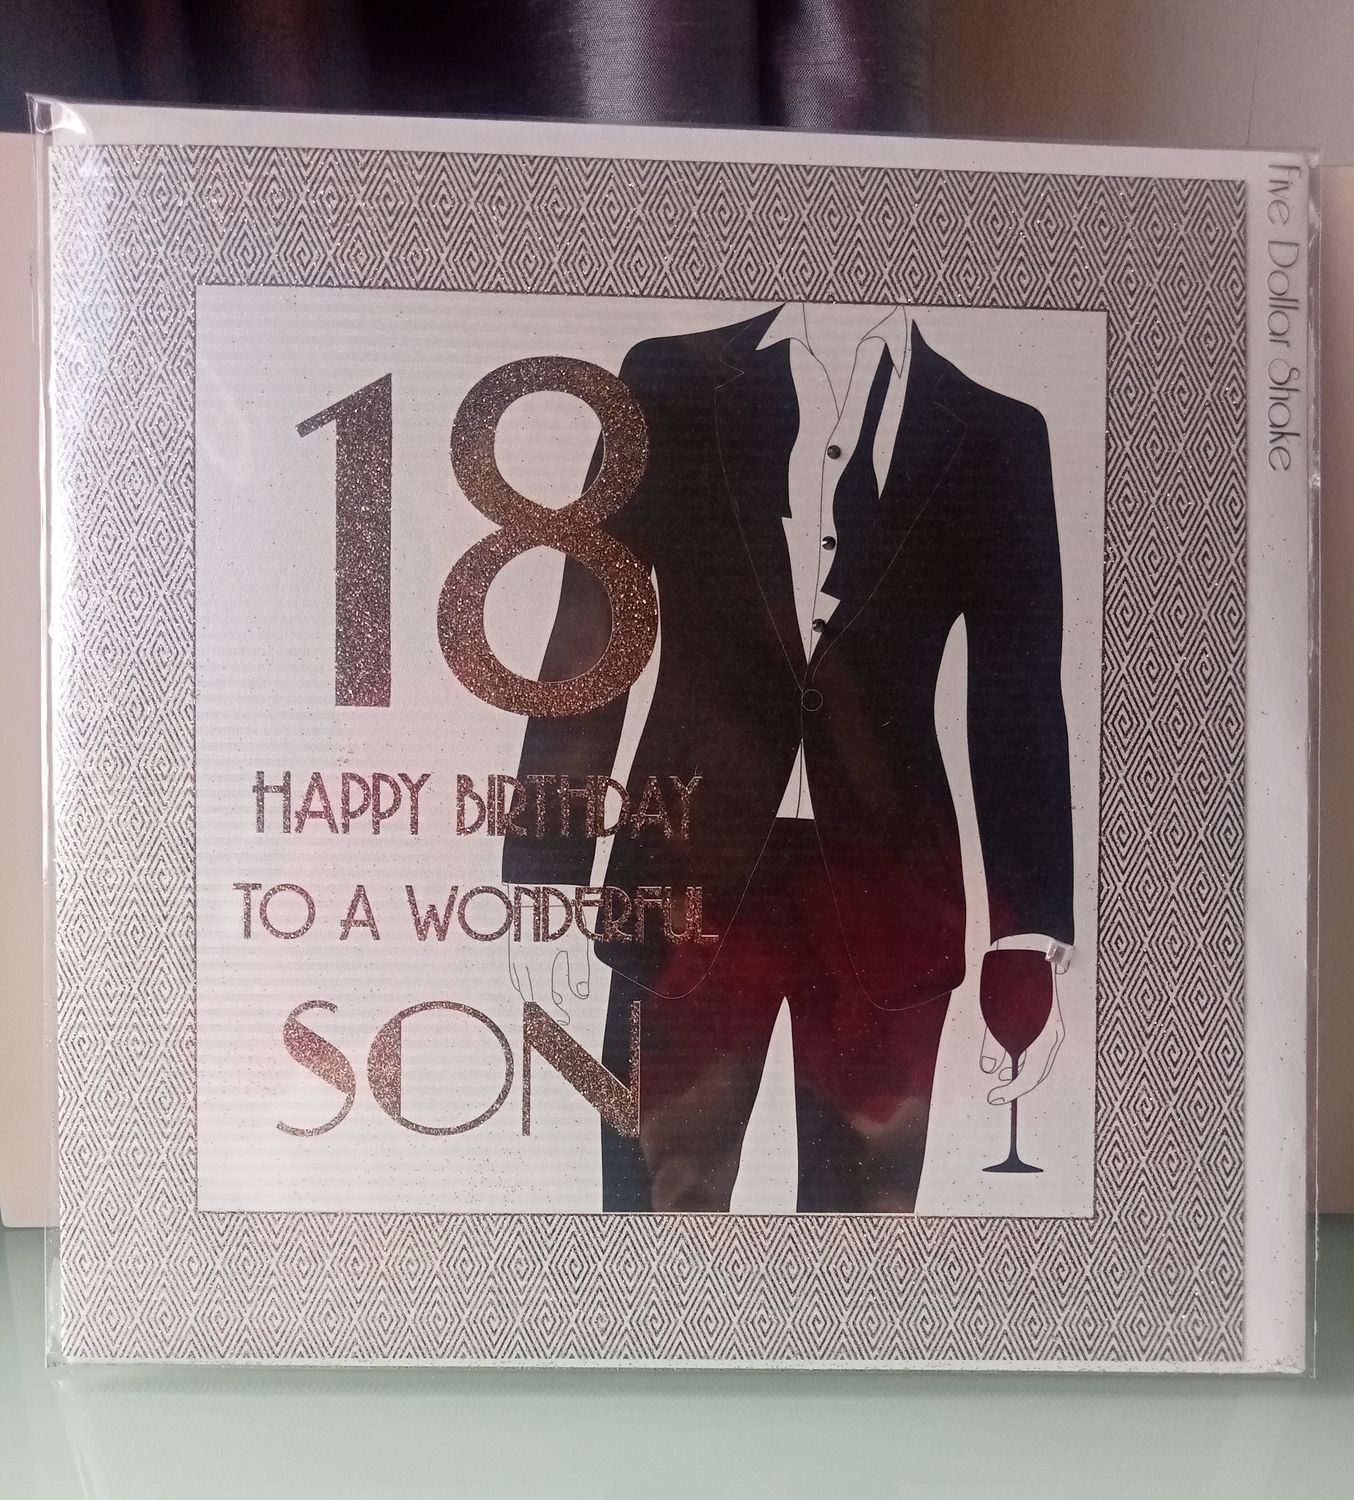 18
HAPPY BIRTHDAY
TO A WONDERFUL
SON
Five Dollar Shake